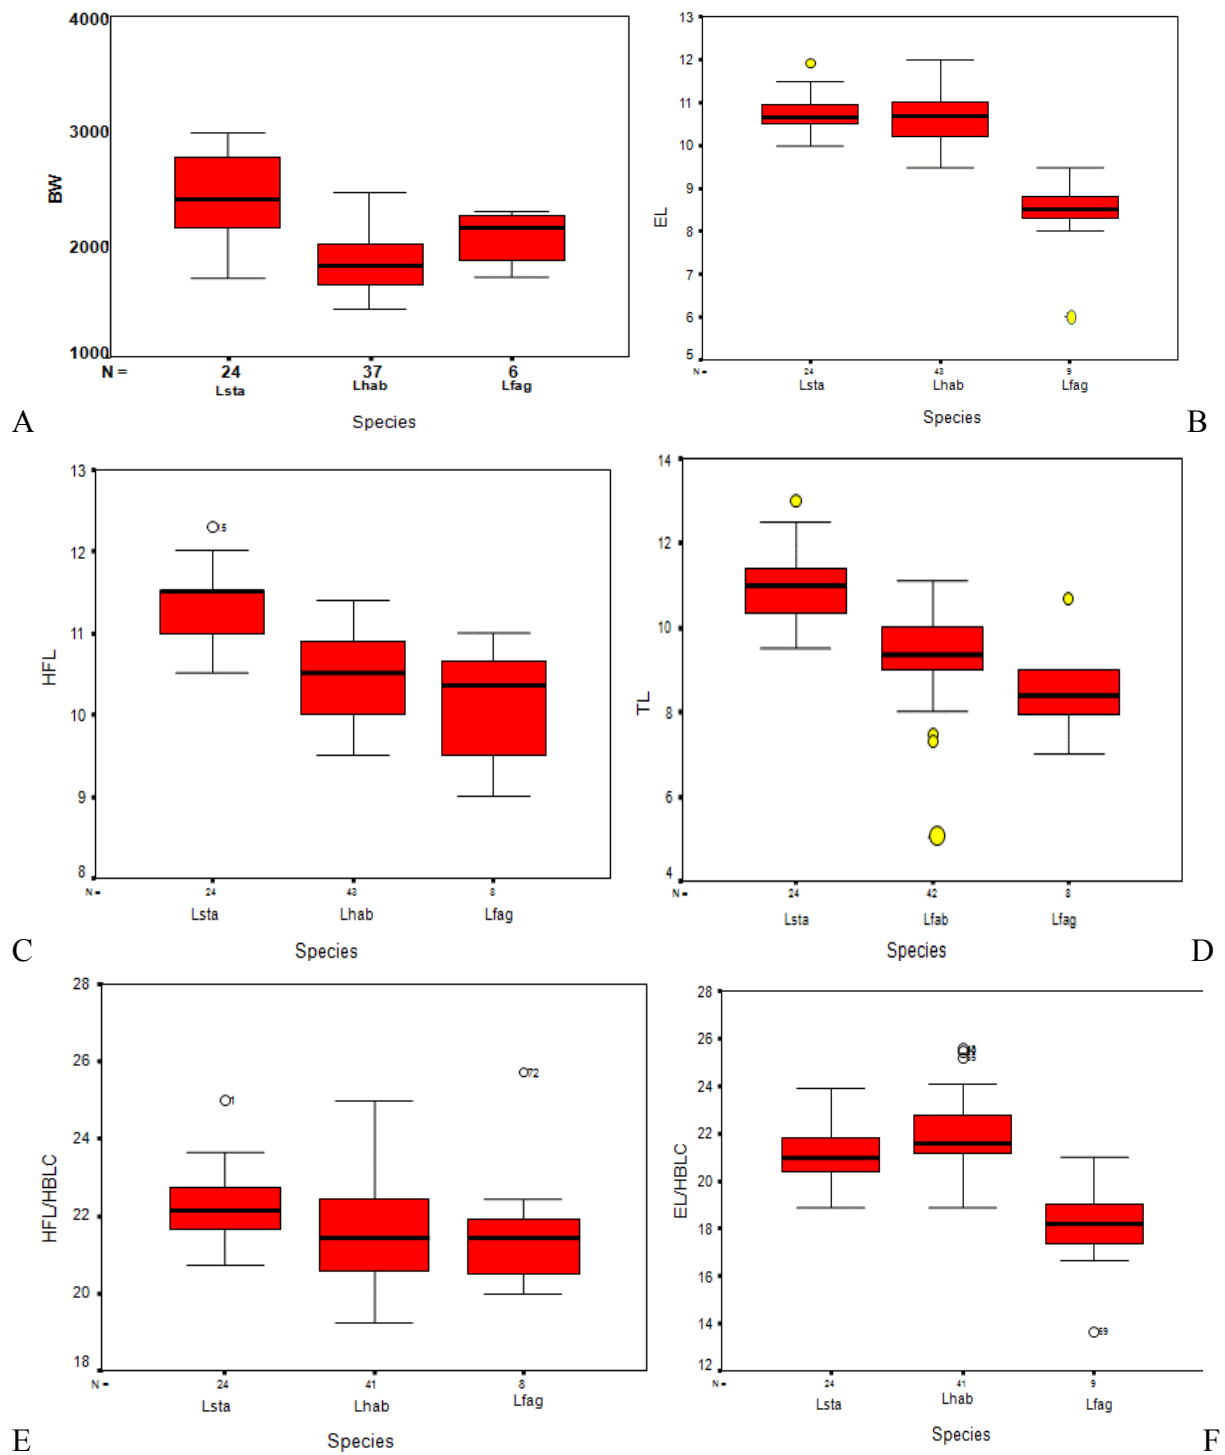 4000
3000
2000
1000
BW
N = 24 37 6
Lsta Lhab Lfag
Species
A
13
12
11
10
9
8
7
6
5
EL
N = 24 43 9
Lsta Lhab Lfag
Species
B
13
12
11
10
9
8
HFL
15
N = 24 43 8
Lsta Lhab Lfag
Species
C
14
12
10
8
6
4
TL
N = 24 42 8
Lsta Lfab Lfag
Species
D
28
26
24
22
20
18
HFL/HBLC
1
72
N = 24 41 8
Lsta Lhab Lfag
Species
E
28
26
24
22
20
18
16
14
12
EL/HBLC
69
N = 24 41 9
Lsta Lhab Lfag
Species
F